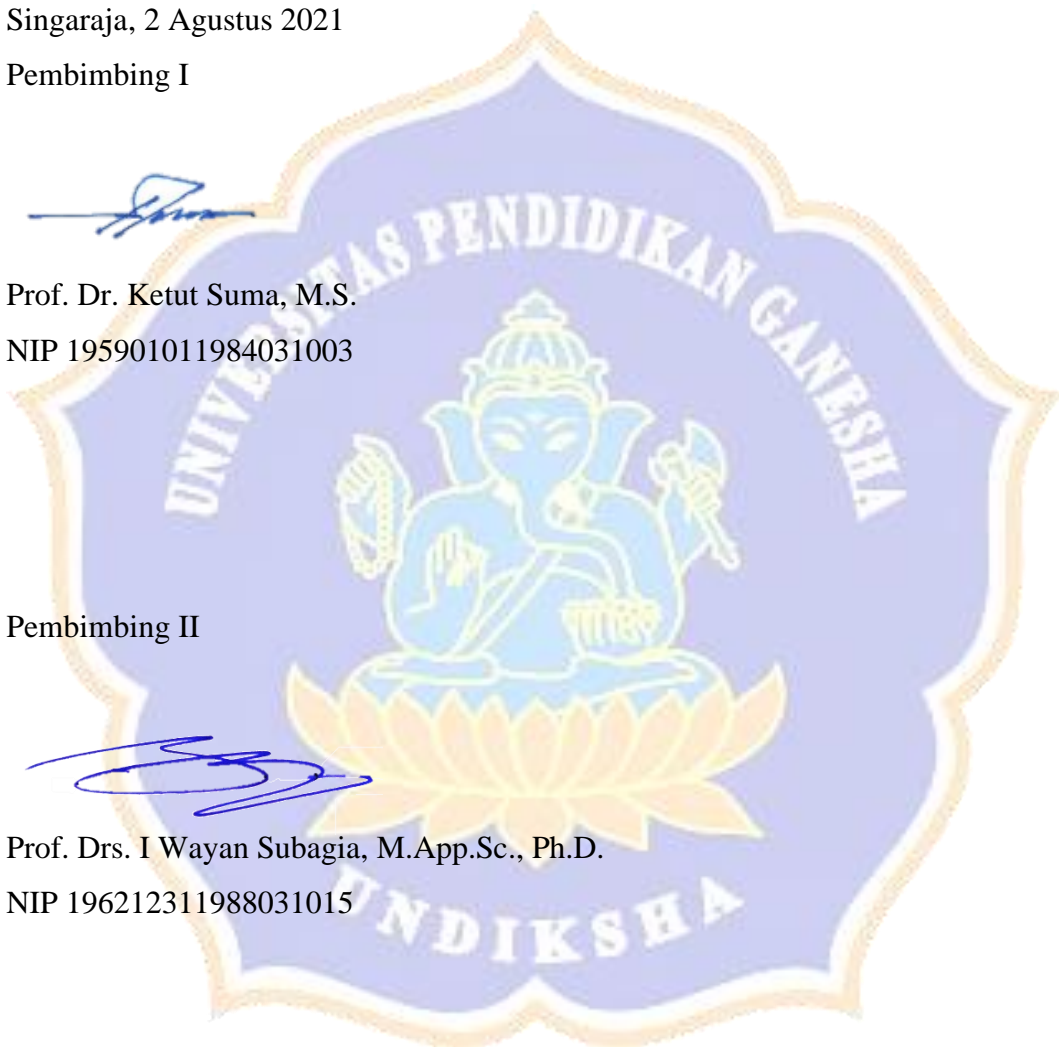 Singaraja, 2 Agustus 2021
Pembimbing I
Prof. Dr. Ketut Suma, M.S.
NIP 195901011984031003
UNIVERSITAS PENDIDIKAN GANESHA
Pembimbing II
Prof. Drs. I Wayan Subagia, M.App.Sc., Ph.D.
NIP 196212311988031015
UNDIKSHA